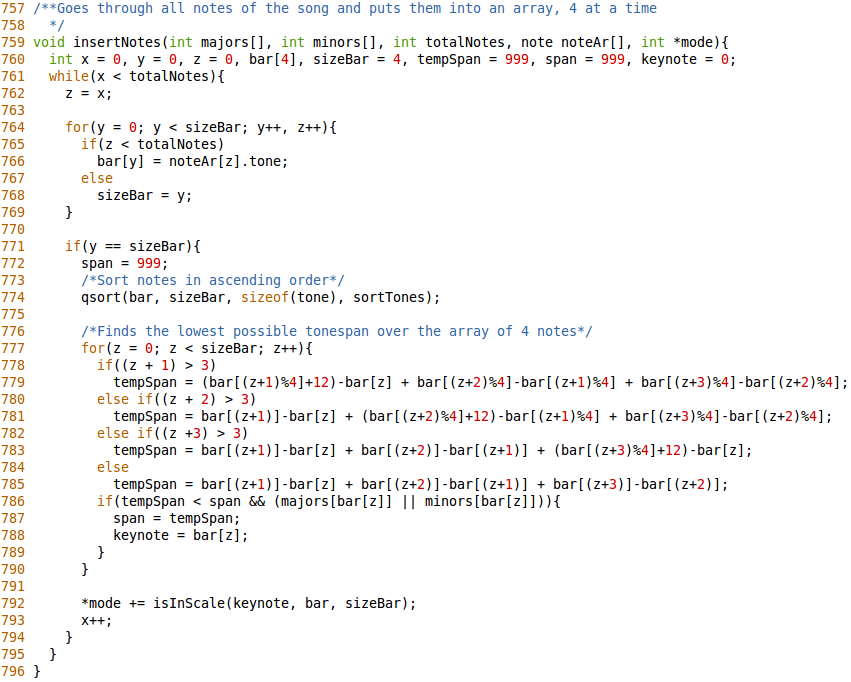 757 /**Goes through all notes of the song and puts them into an array, 4 at a time
758   */
759 void insertNotes(int majors[], int minors[], int totalNotes, note noteAr[], int *mode){
760   int x = 0, y = 0, z = 0, bar[4], sizeBar = 4, tempSpan = 999, span = 999, keynote = 0;
761   while(x < totalNotes){
762     z = x;
763
764     for(y = 0; y < sizeBar; y++, z++){
765       if(z < totalNotes)
766         bar[y] = noteAr[z].tone;
767       else
768         sizeBar = y;
769     }
770
771     if(y == sizeBar){
772       span = 999;
773       /*Sort notes in ascending order*/
774       qsort(bar, sizeBar, sizeof(tone), sortTones);
775
776       /*Finds the lowest possible tonespan over the array of 4 notes*/
777       for(z = 0; z < sizeBar; z++){
778         if((z + 1) > 3)
779           tempSpan = (bar[(z+1)%4]+12)-bar[z] + bar[(z+2)%4]-bar[(z+1)%4] + bar[(z+3)%4]-bar[(z+2)%4];
780         else if((z + 2) > 3)
781           tempSpan = bar[(z+1)]-bar[z] + (bar[(z+2)%4]+12)-bar[(z+1)%4] + bar[(z+3)%4]-bar[(z+2)%4];
782         else if((z +3) > 3)
783           tempSpan = bar[(z+1)]-bar[z] + bar[(z+2)]-bar[(z+1)] + (bar[(z+3)%4]+12)-bar[z];
784         else
785           tempSpan = bar[(z+1)]-bar[z] + bar[(z+2)]-bar[(z+1)] + bar[(z+3)]-bar[(z+2)];
786         if(tempSpan < span && (majors[bar[z]] || minors[bar[z]])){
787           span = tempSpan;
788           keynote = bar[z];
789         }
790       }
791
792       *mode += isInScale(keynote, bar, sizeBar);
793       x++;
794     }
795   }
796 }